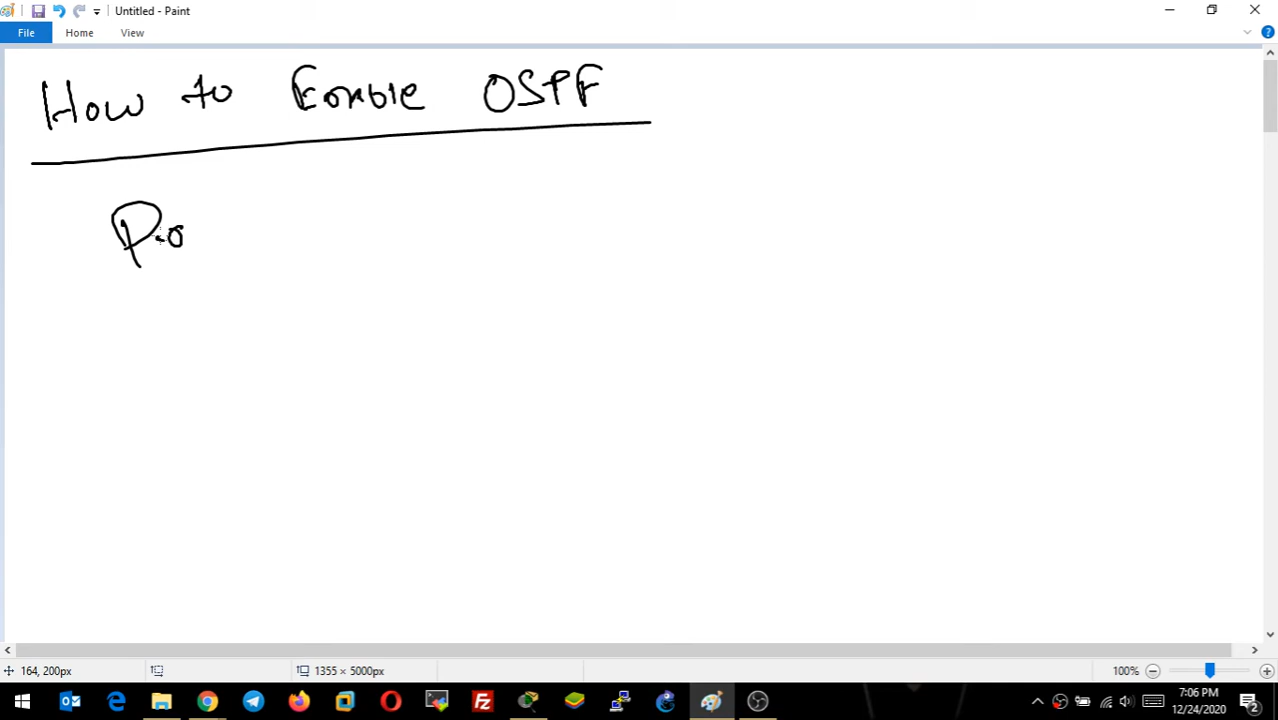 Untitled - Paint
File Home View
How to Enable OSPF
P.o
164, 200px
1355 × 5000px
100%
7:06 PM
12/24/2020
2